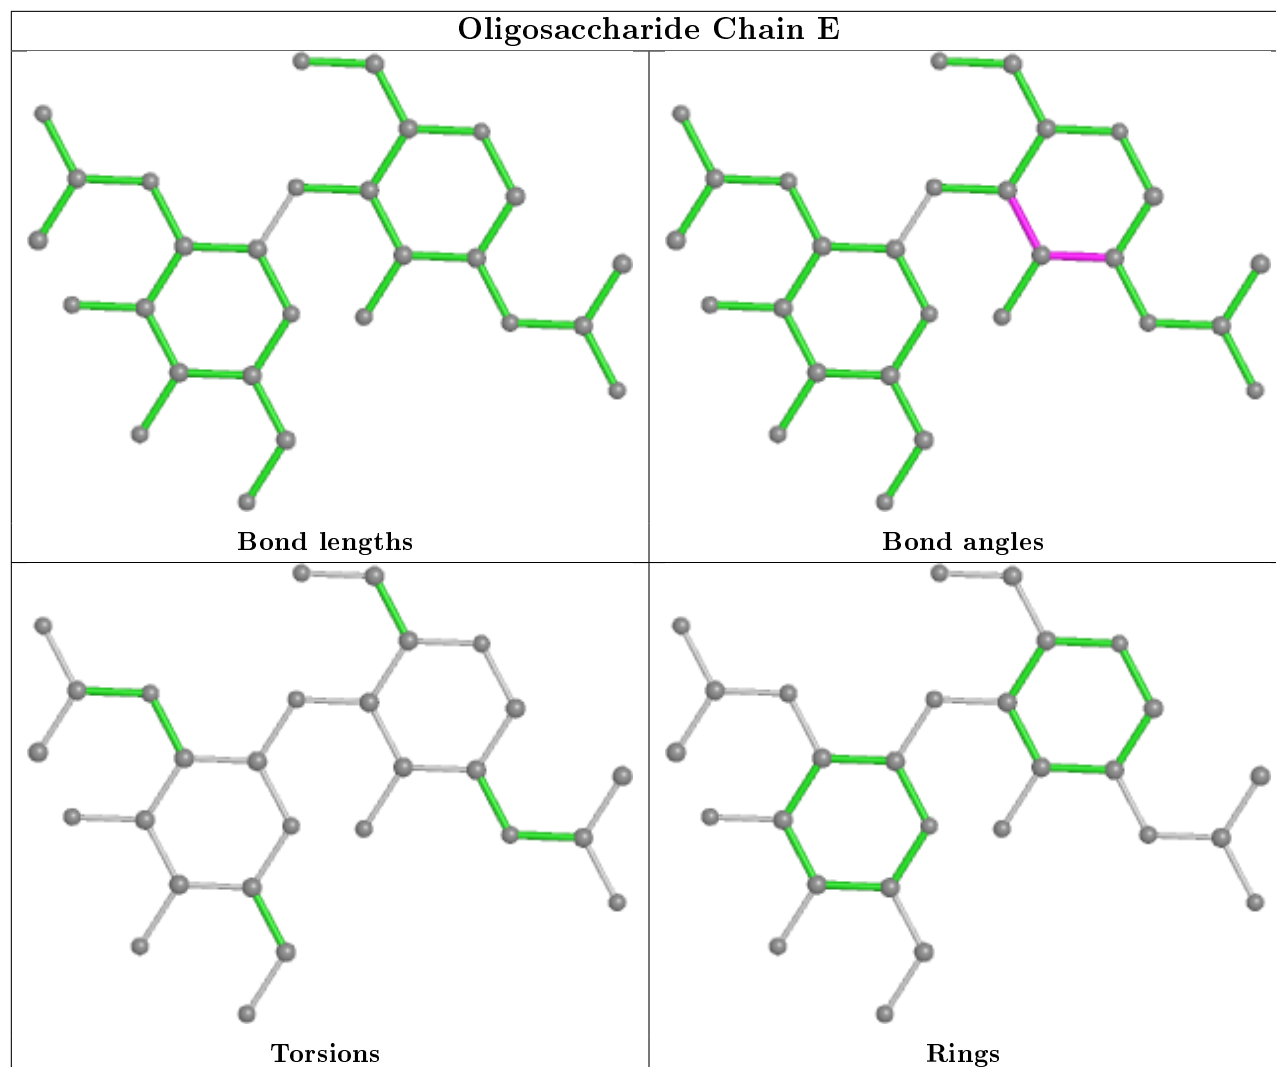 Oligosaccharide Chain E
Bond lengths
Bond angles
Torsions
Rings